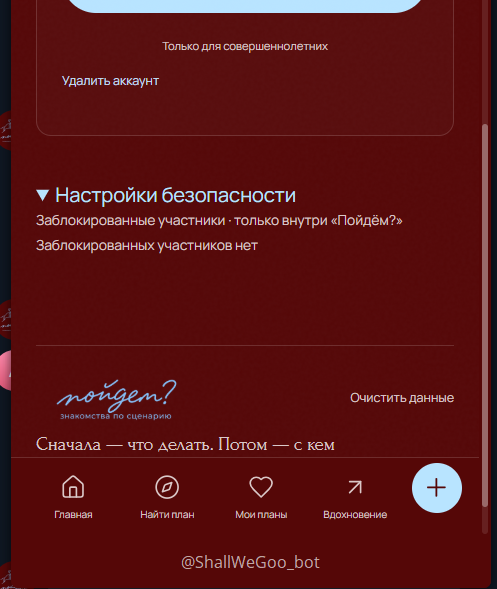 Только для совершеннолетних
Удалить аккаунт
▼ Настройки безопасности
Заблокированные участники · только внутри «Пойдём?»
Заблокированных участников нет
пойдем?
знакомства по сценарию
Очистить данные
Сначала — что делать. Потом — с кем
Главная
Найти план
Мои планы
Вдохновение
@ShallWeGoo_bot